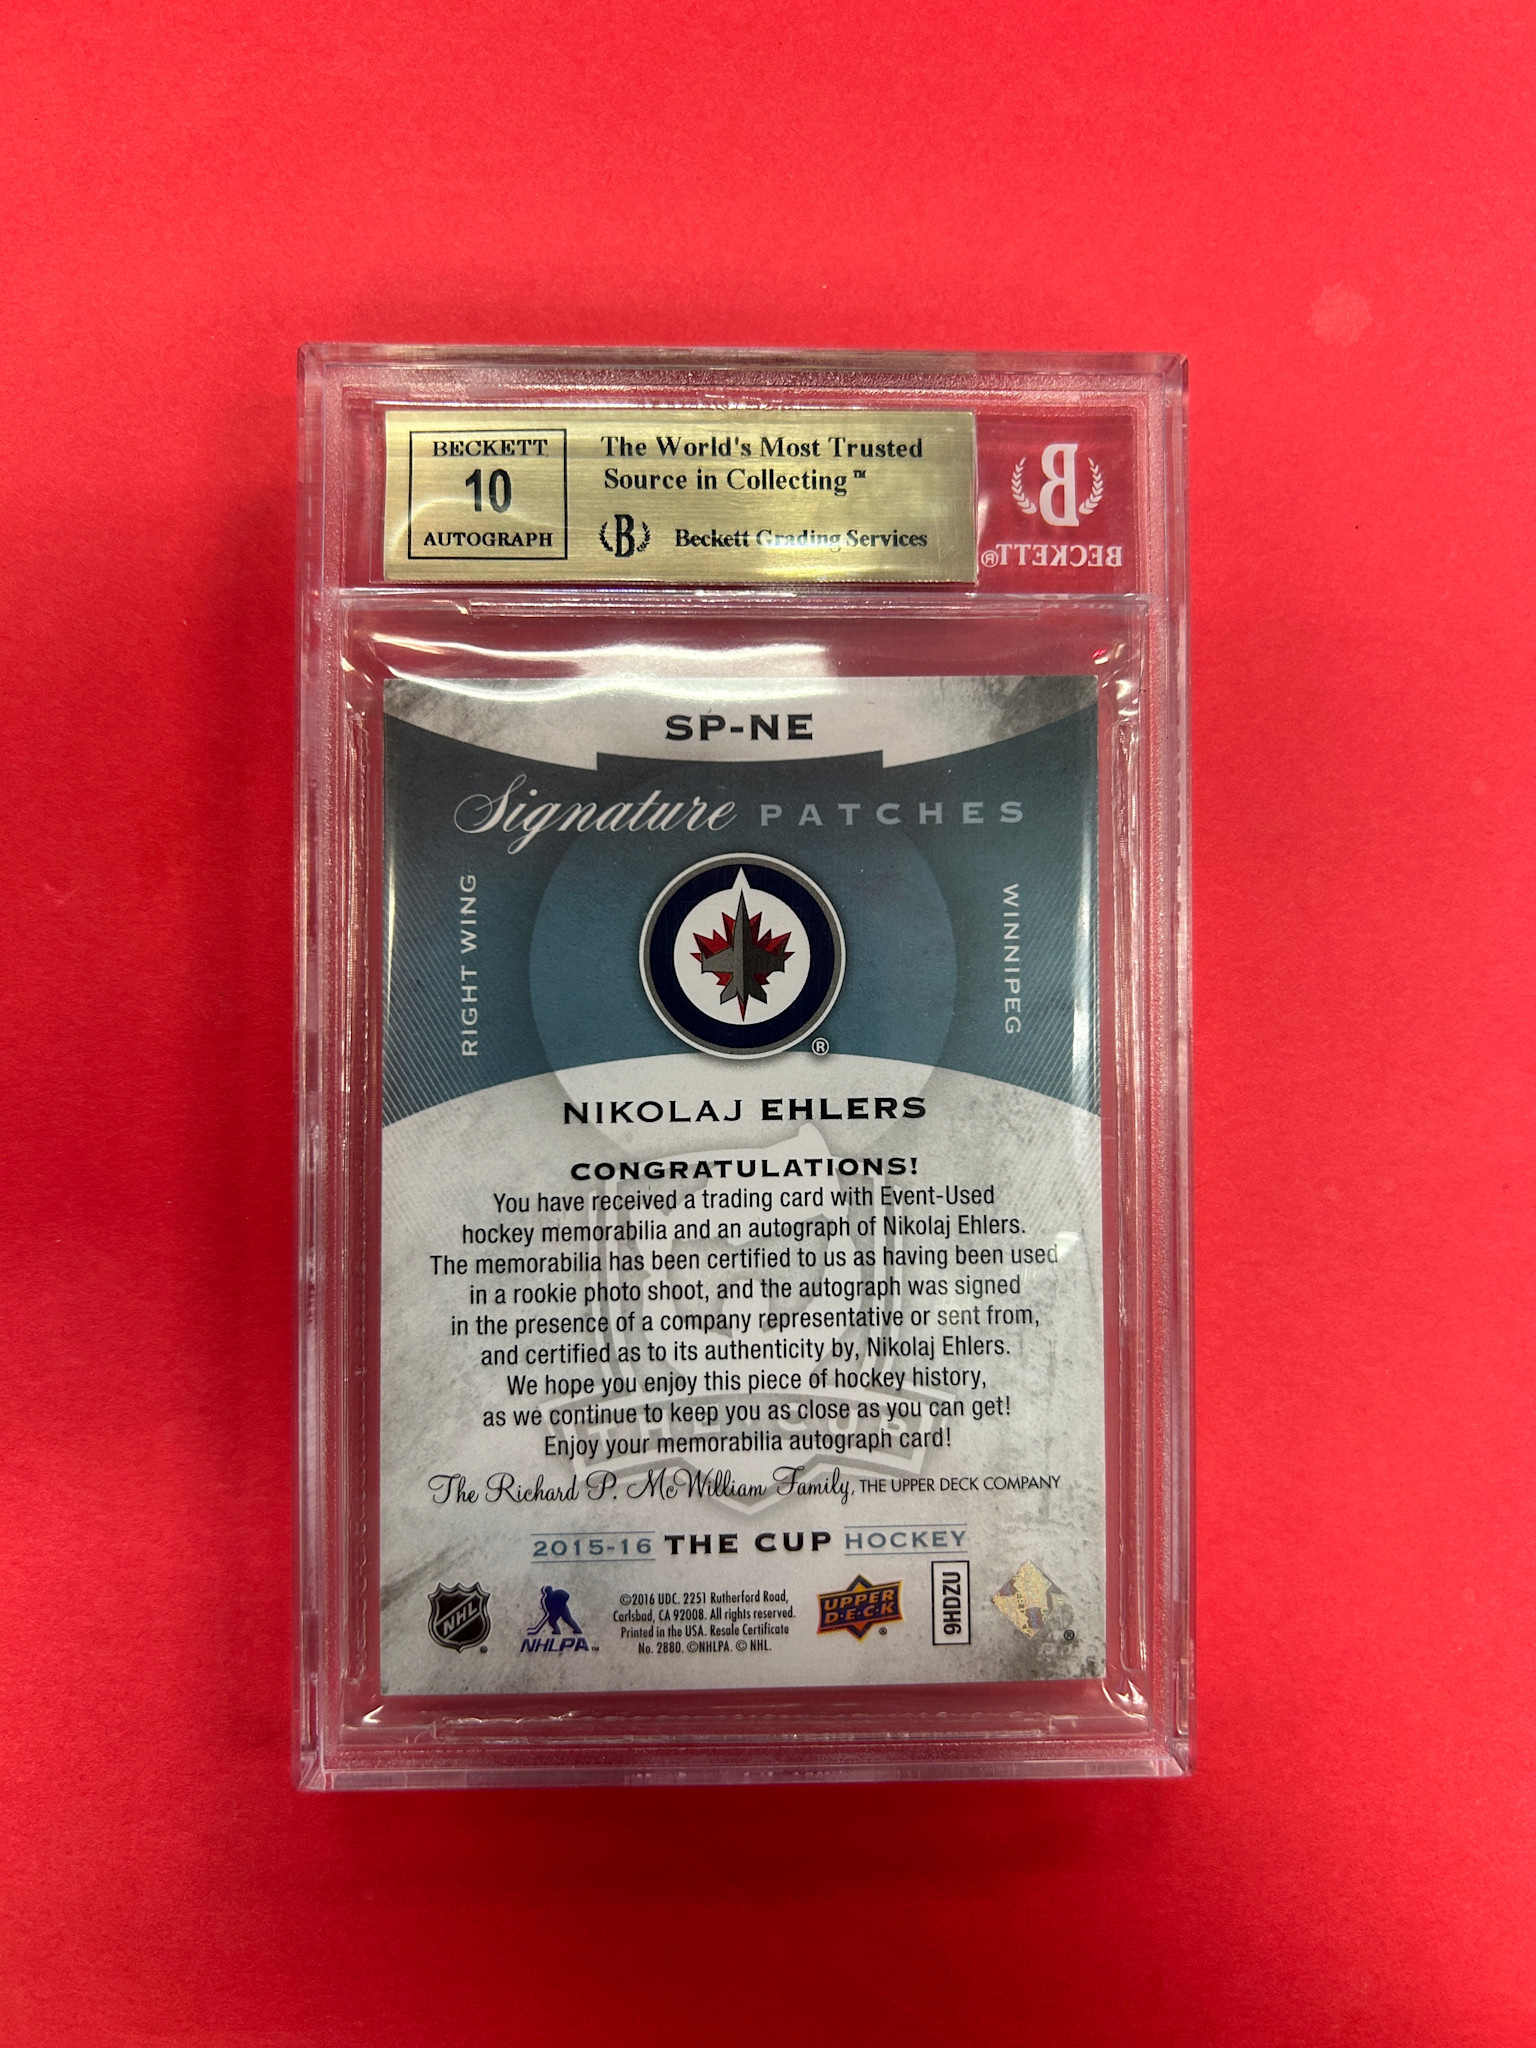 BECKETT
10
AUTOGRAPH
The World's Most Trusted
Source in Collecting™
B
Beckett Grading Services
B
BECKETT®
SP-NE
Signature PATCHES
RIGHT WING
WINNIPEG
®
NIKOLAJ EHLERS
CONGRATULATIONS!
You have received a trading card with Event-Used
hockey memorabilia and an autograph of Nikolaj Ehlers.
The memorabilia has been certified to us as having been used
in a rookie photo shoot, and the autograph was signed
in the presence of a company representative or sent from,
and certified as to its authenticity by, Nikolaj Ehlers.
We hope you enjoy this piece of hockey history,
as we continue to keep you as close as you can get!
Enjoy your memorabilia autograph card!
The Richard P. McWilliam Family, THE UPPER DECK COMPANY
THE CUP
2015-16 THE CUP HOCKEY
NHL®
NHLPA™
©2016 UDC. 2251 Rutherford Road,
Carlsbad, CA 92008. All rights reserved.
Printed in the USA. Resale Certificate
No. 2880. ©NHLPA. © NHL.
UPPER
D·E·C·K®
9HDZU
®